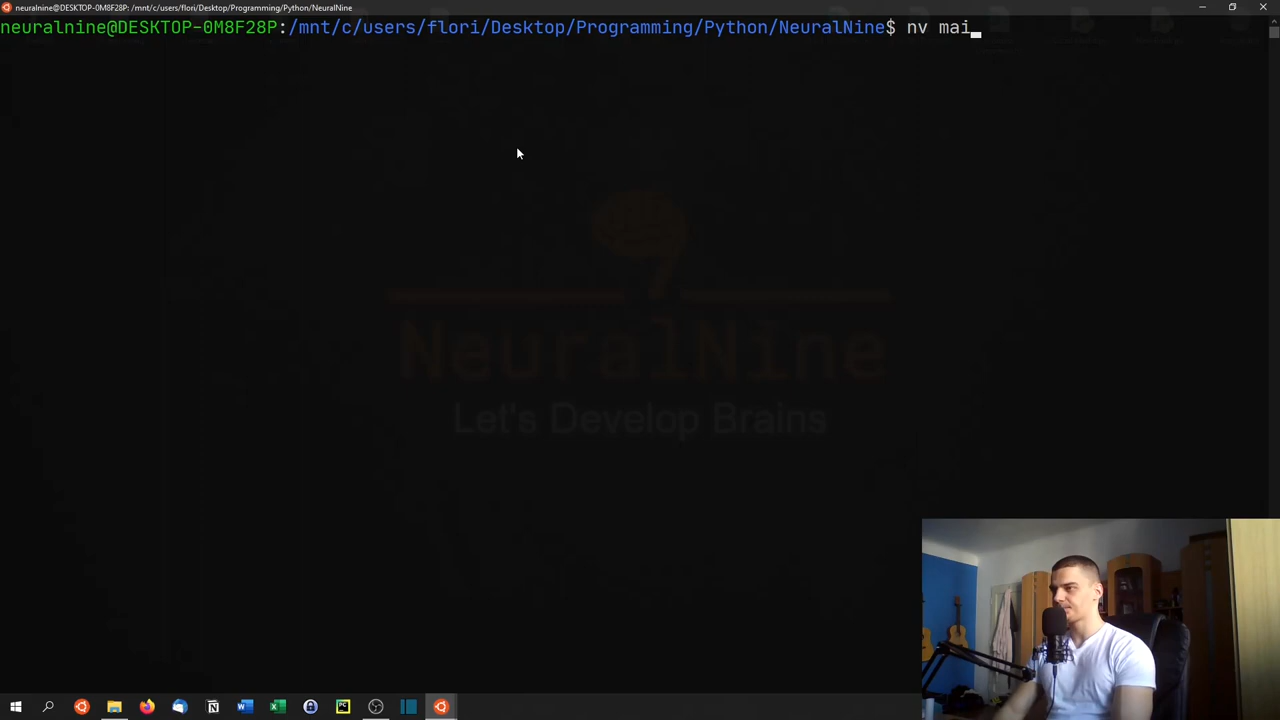 neuralnine@DESKTOP-0M8F28P: /mnt/c/users/flori/Desktop/Programming/Python/NeuralNine
neuralnine@DESKTOP-0M8F28P:/mnt/c/users/flori/Desktop/Programming/Python/NeuralNine$ nv mai
NeuralNine
Let's Develop Brains